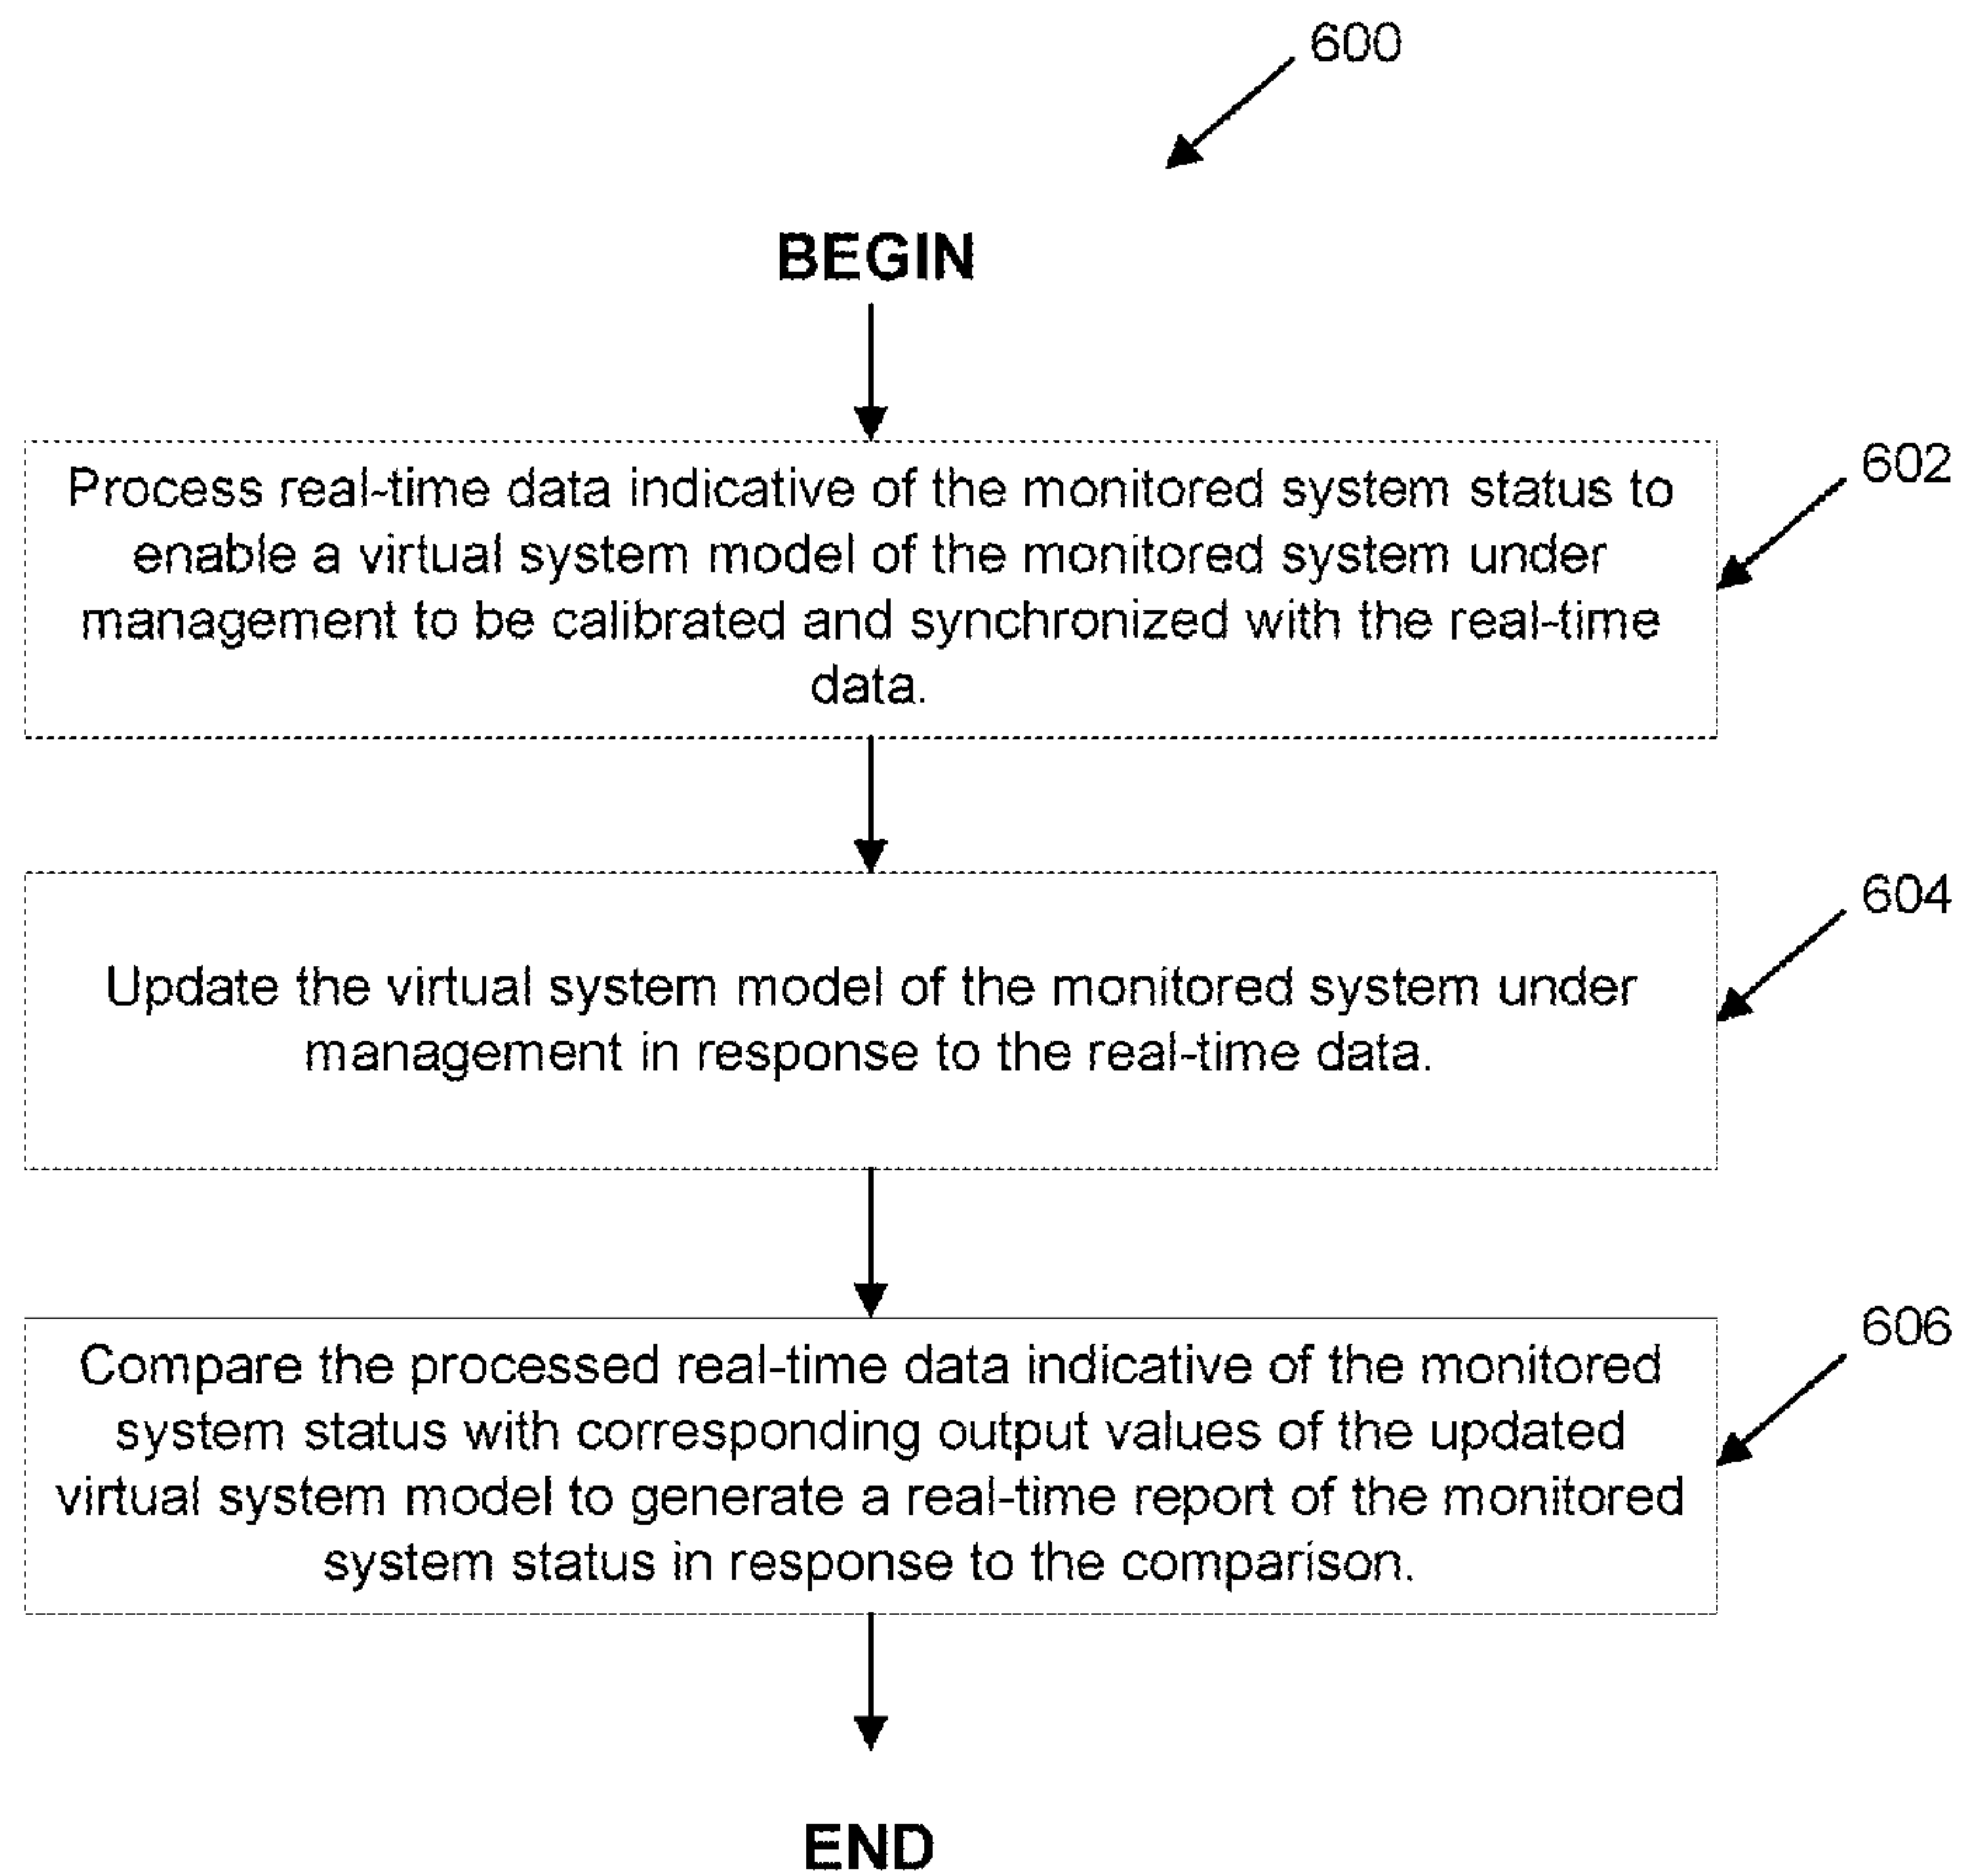 600
BEGIN
602
Process real-time data indicative of the monitored system status to
enable a virtual system model of the monitored system under
management to be calibrated and synchronized with the real-time
data.
604
Update the virtual system model of the monitored system under
management in response to the real-time data.
606
Compare the processed real-time data indicative of the monitored
system status with corresponding output values of the updated
virtual system model to generate a real-time report of the monitored
system status in response to the comparison.
END